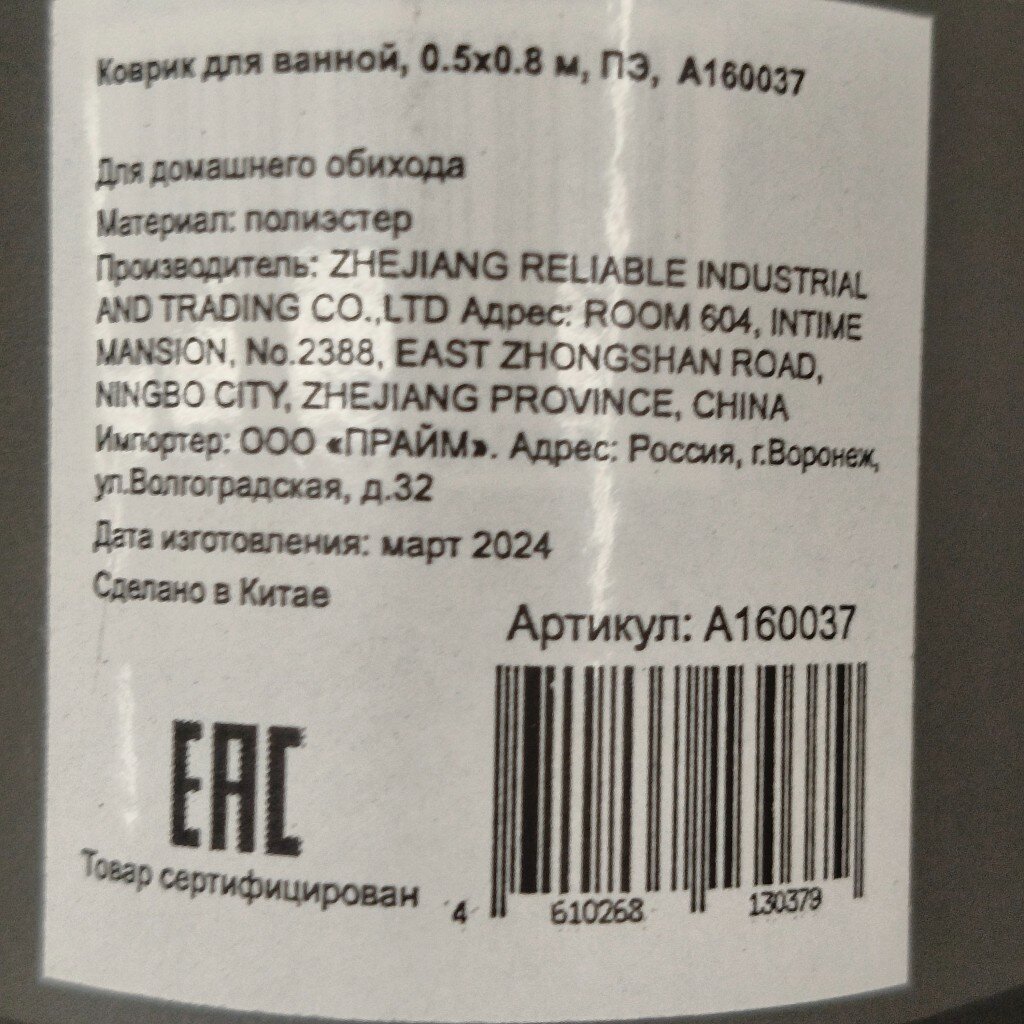 Коврик для ванной, 0.5х0.8 м, ПЭ, А160037
Для домашнего обихода
Материал: полиэстер
Производитель: ZHEJIANG RELIABLE INDUSTRIAL
AND TRADING CO.,LTD Адрес: ROOM 604, INTIME
MANSION, No.2388, EAST ZHONGSHAN ROAD,
NINGBO CITY, ZHEJIANG PROVINCE, CHINA
Импортер: ООО «ПРАЙМ». Адрес: Россия, г.Воронеж,
ул.Волгоградская, д.32
Дата изготовления: март 2024
Сделано в Китае
Артикул: А160037
EAC
Товар сертифицирован
4 610268 130379